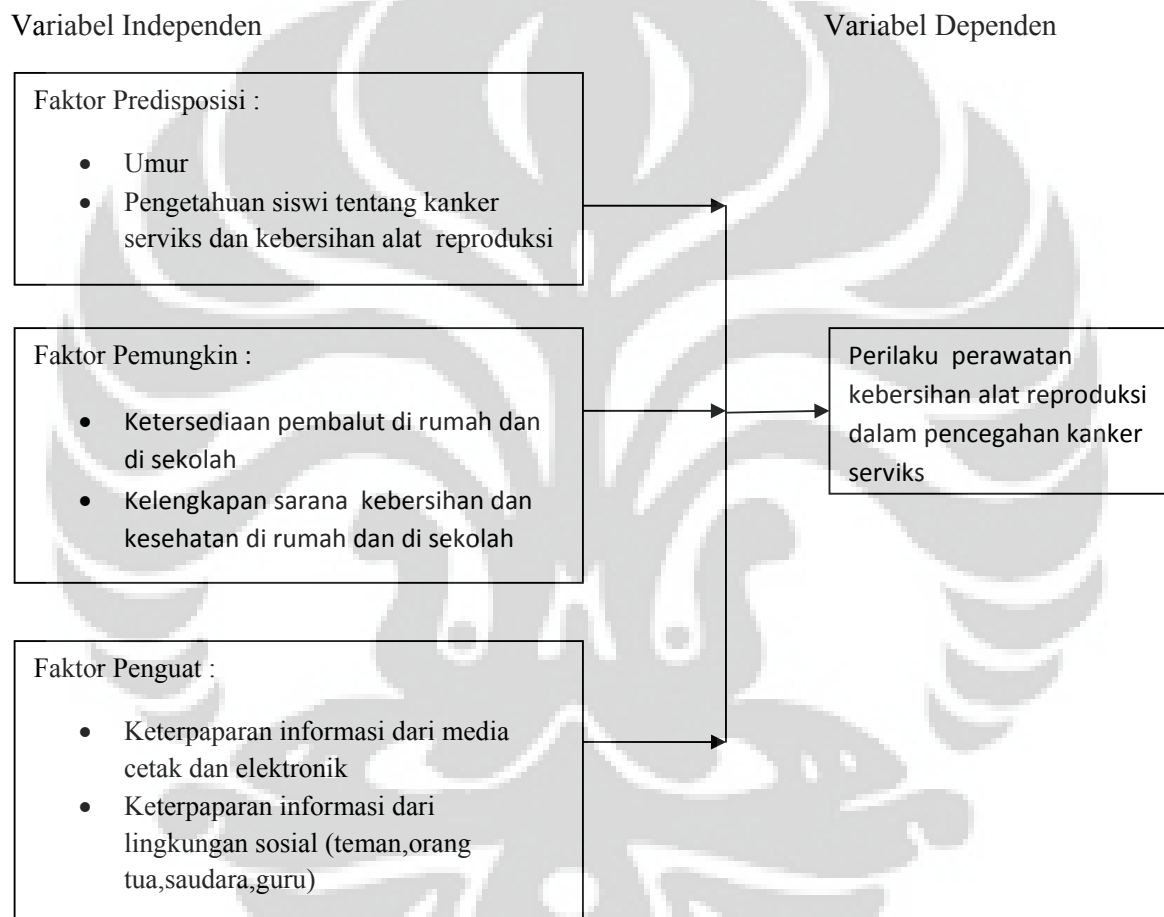 Variabel Independen
Variabel Dependen
Faktor Predisposisi :
• Umur
• Pengetahuan siswi tentang kanker
serviks dan kebersihan alat reproduksi
Faktor Pemungkin :
• Ketersediaan pembalut di rumah dan
di sekolah
• Kelengkapan sarana kebersihan dan
kesehatan di rumah dan di sekolah
Faktor Penguat :
• Keterpaparan informasi dari media
cetak dan elektronik
• Keterpaparan informasi dari
lingkungan sosial (teman,orang
tua,saudara,guru)
Perilaku perawatan
kebersihan alat reproduksi
dalam pencegahan kanker
serviks